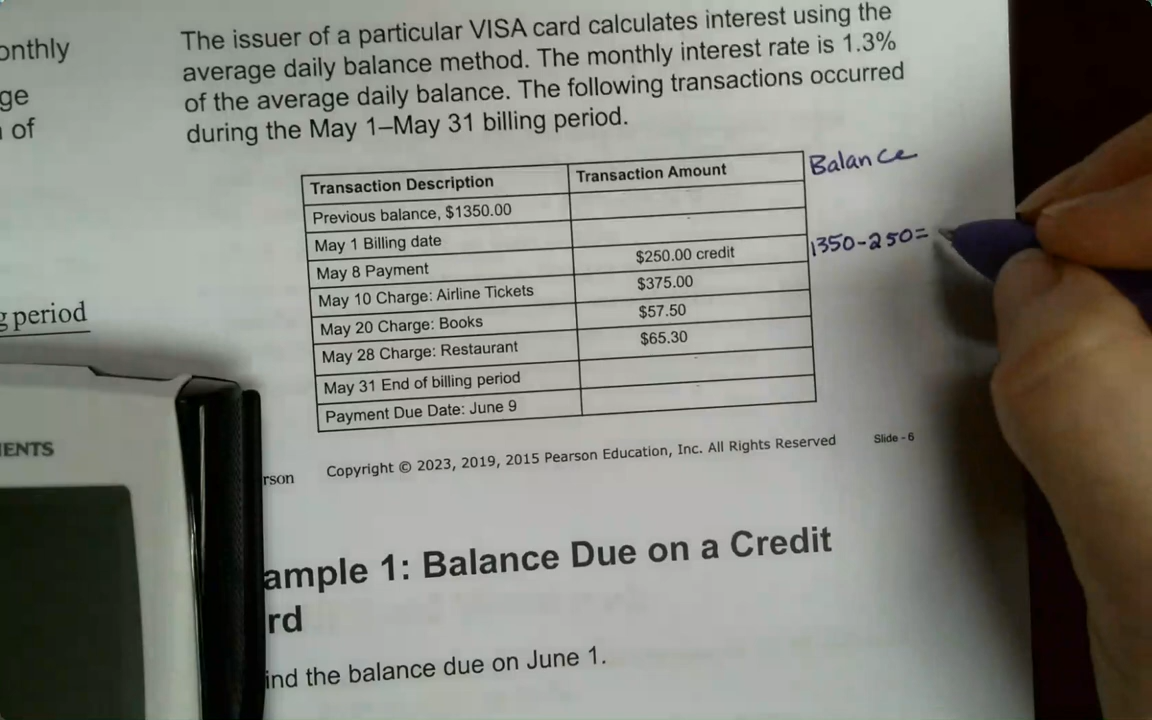 onthly
ge
of
g period
ENTS
The issuer of a particular VISA card calculates interest using the
average daily balance method. The monthly interest rate is 1.3%
of the average daily balance. The following transactions occurred
during the May 1–May 31 billing period.
Transaction Description Transaction Amount Balance
Previous balance, $1350.00
May 1 Billing date
May 8 Payment $250.00 credit 1350-250=
May 10 Charge: Airline Tickets $375.00
May 20 Charge: Books $57.50
May 28 Charge: Restaurant $65.30
May 31 End of billing period
Payment Due Date: June 9
rson Copyright © 2023, 2019, 2015 Pearson Education, Inc. All Rights Reserved Slide - 6
ample 1: Balance Due on a Credit
rd
ind the balance due on June 1.